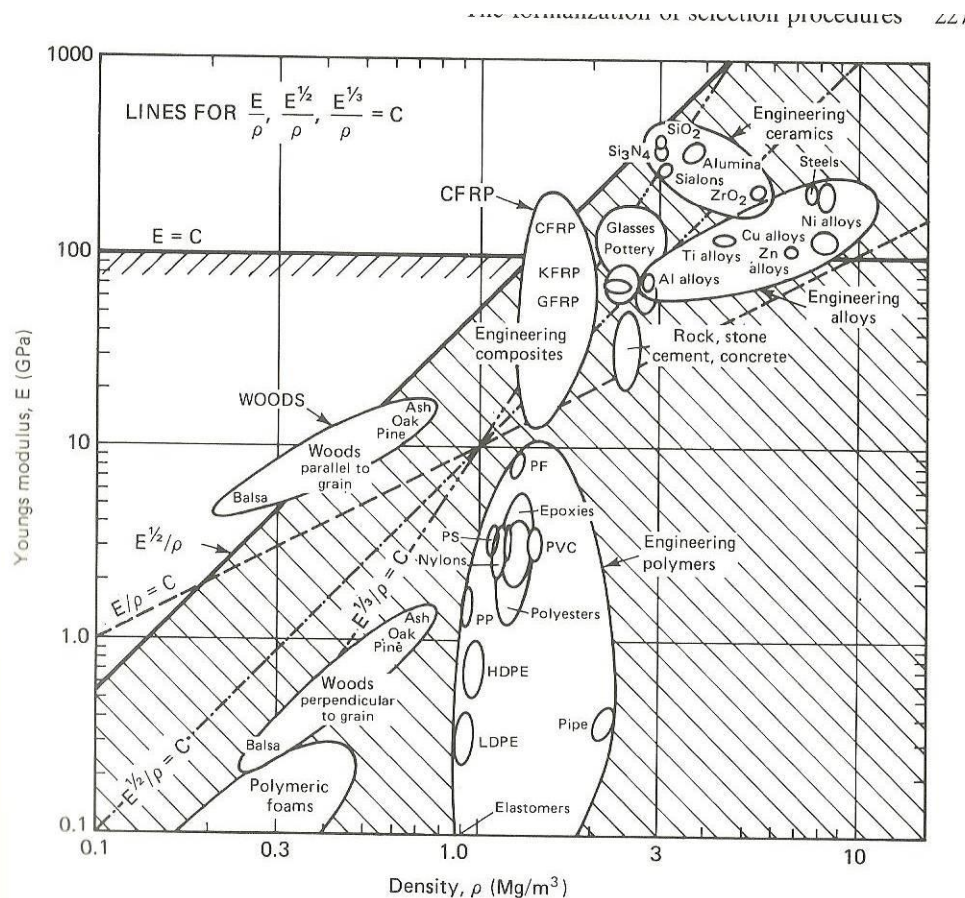 The formalization of selection procedures 227
1000
LINES FOR E/ρ, E^½/ρ, E^⅓/ρ = C
Engineering
ceramics
SiO2
Si3N4
Alumina
Steels
Sialons
ZrO2
CFRP
CFRP
Glasses
Pottery
Ni alloys
Cu alloys
E = C
100
Ti alloys
Zn
alloys
KFRP
Al alloys
GFRP
Engineering
alloys
Engineering
composites
Rock, stone
cement, concrete
WOODS
Ash
Oak
Pine
Woods
parallel to
grain
10
Balsa
PF
E^½/ρ
Epoxies
PS
PVC
Engineering
polymers
Nylons
E/ρ = C
E^⅓/ρ = C
Polyesters
PP
1.0
Ash
Oak
Pine
HDPE
Woods
perpendicular
to grain
Pipe
LDPE
Balsa
E^½/ρ = C
Polymeric
foams
Elastomers
0.1
0.1
0.3
1.0
3
10
Youngs modulus, E (GPa)
Density, ρ (Mg/m³)